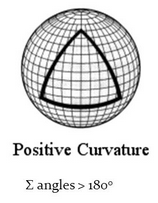 Positive Curvature
Σ angles > 180°